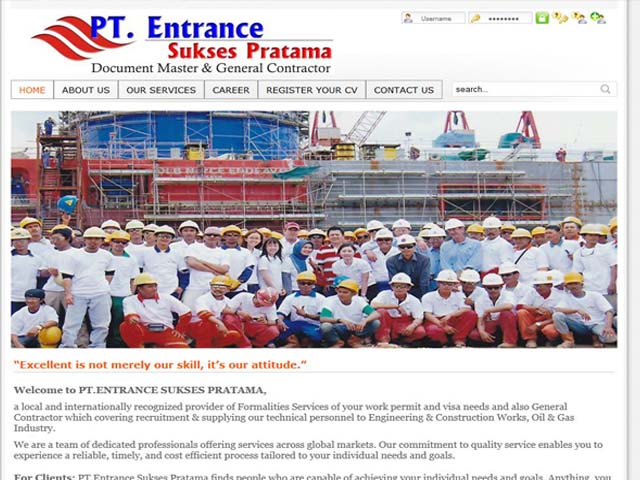 PT. Entrance
Sukses Pratama
Document Master & General Contractor
Username
HOME
ABOUT US
OUR SERVICES
CAREER
REGISTER YOUR CV
CONTACT US
search...
“Excellent is not merely our skill, it’s our attitude.”
Welcome to PT.ENTRANCE SUKSES PRATAMA,
a local and internationally recognized provider of Formalities Services of your work permit and visa needs and also General
Contractor which covering recruitment & supplying our technical personnel to Engineering & Construction Works, Oil & Gas
Industry.
We are a team of dedicated professionals offering services across global markets. Our commitment to quality service enables you to
experience a reliable, timely, and cost efficient process tailored to your individual needs and goals.
For Clients: PT Entrance Sukses Pratama finds people who are capable of achieving your individual needs and goals. Anything, you